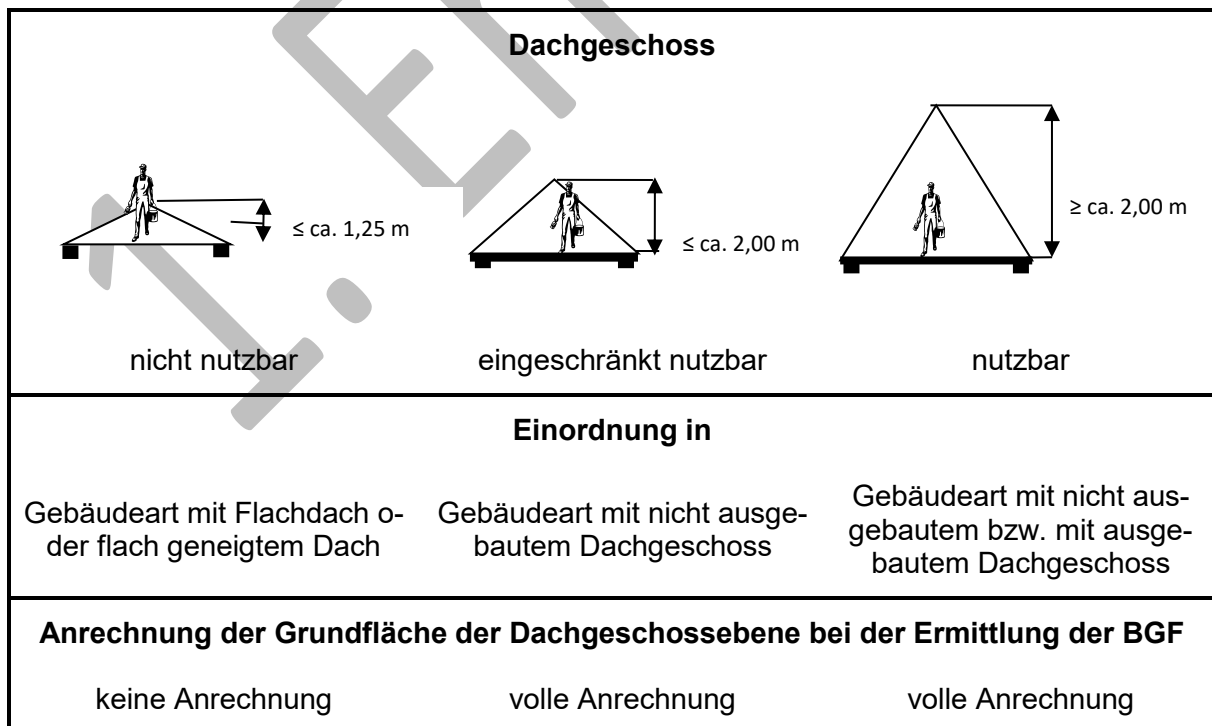 Dachgeschoss
≤ ca. 1,25 m
≤ ca. 2,00 m
≥ ca. 2,00 m
nicht nutzbar
eingeschränkt nutzbar
nutzbar
Einordnung in
Gebäudeart mit Flachdach o-
der flach geneigtem Dach
Gebäudeart mit nicht ausge-
bautem Dachgeschoss
Gebäudeart mit nicht aus-
gebautem bzw. mit ausge-
bautem Dachgeschoss
Anrechnung der Grundfläche der Dachgeschossebene bei der Ermittlung der BGF
keine Anrechnung
volle Anrechnung
volle Anrechnung
1. En